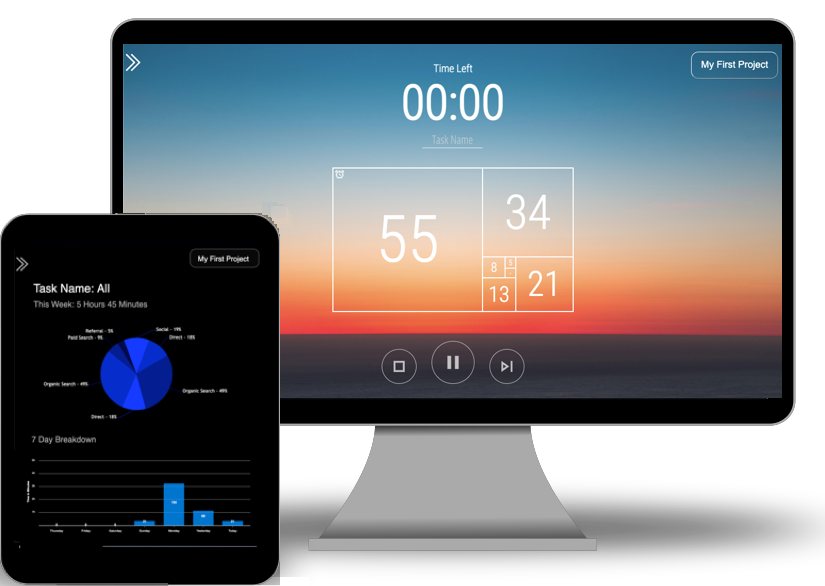 Time Left
My First Project
00:00
Task Name
55
34
8
5
13
21
My First Project
Task Name: All
This Week: 5 Hours 45 Minutes
Referral - 5%
Social - 19%
Paid Search - 9%
Direct - 18%
Organic Search - 49%
Organic Search - 49%
Direct - 18%
7 Day Breakdown
Thursday
Friday
Saturday
Sunday
Monday
Yesterday
Today